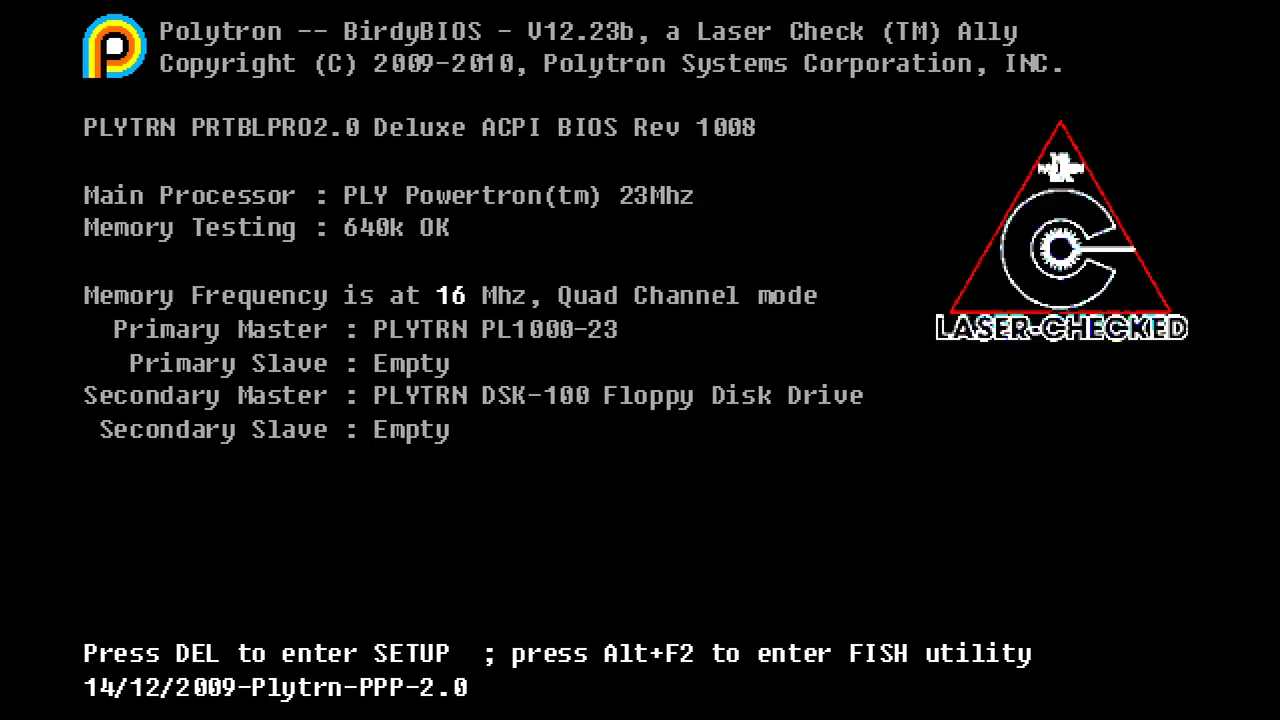 Polytron -- BirdyBIOS - V12.23b, a Laser Check (TM) Ally
Copyright (C) 2009-2010, Polytron Systems Corporation, INC.
PLYTRN PRTBLPRO2.0 Deluxe ACPI BIOS Rev 1008
Main Processor : PLY Powertron(tm) 23Mhz
Memory Testing : 640k OK
Memory Frequency is at 16 Mhz, Quad Channel mode
Primary Master : PLYTRN PL1000-23
Primary Slave : Empty
Secondary Master : PLYTRN DSK-100 Floppy Disk Drive
Secondary Slave : Empty
LASER-CHECKED
Press DEL to enter SETUP  ; press Alt+F2 to enter FISH utility
14/12/2009-Plytrn-PPP-2.0